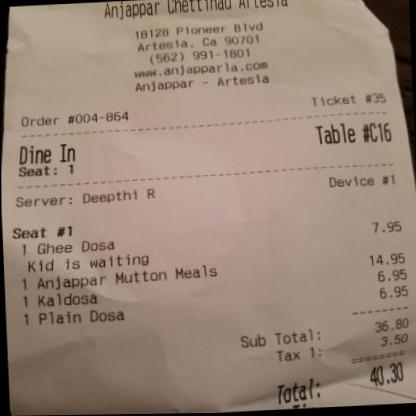 Anjappar Chettinad Artesia
18128 Pioneer Blvd
Artesia, Ca 90701
(562) 991-1801
www.anjapparla.com
Anjappar - Artesia
Order #004-864 Ticket #35
Dine In Table #C16
Seat: 1
Server: Deepthi R Device #1
Seat #1
1 Ghee Dosa 7.95
Kid is waiting
1 Anjappar Mutton Meals 14.95
1 Kaldosa 6.95
1 Plain Dosa 6.95
Sub Total: 36.80
Tax 1: 3.50
Total: 40.30